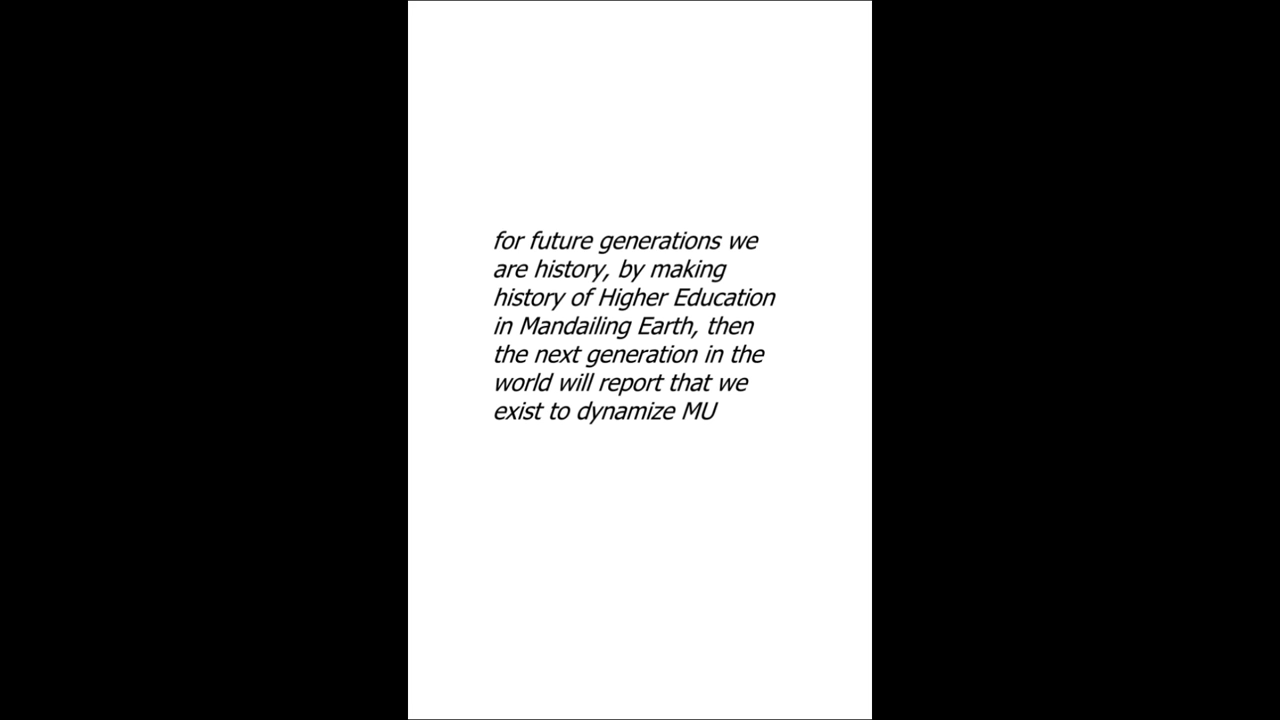 for future generations we
are history, by making
history of Higher Education
in Mandailing Earth, then
the next generation in the
world will report that we
exist to dynamize MU